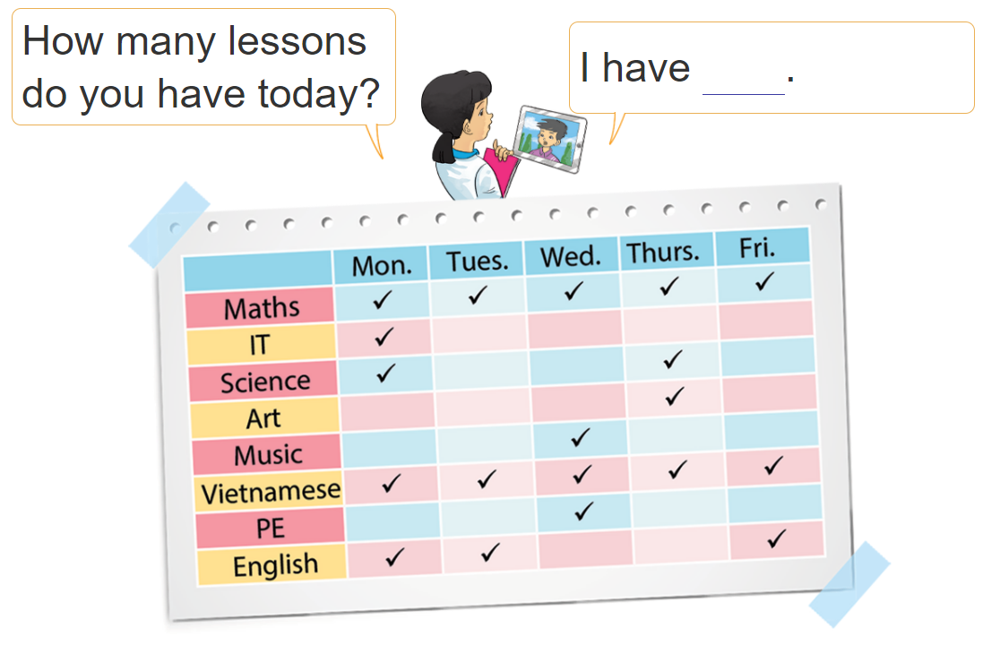 How many lessons
do you have today?
I have ____.
Mon. Tues. Wed. Thurs. Fri.
Maths ✓ ✓ ✓ ✓ ✓
IT ✓
Science ✓ ✓
Art ✓
Music ✓
Vietnamese ✓ ✓ ✓ ✓ ✓
PE ✓
English ✓ ✓ ✓